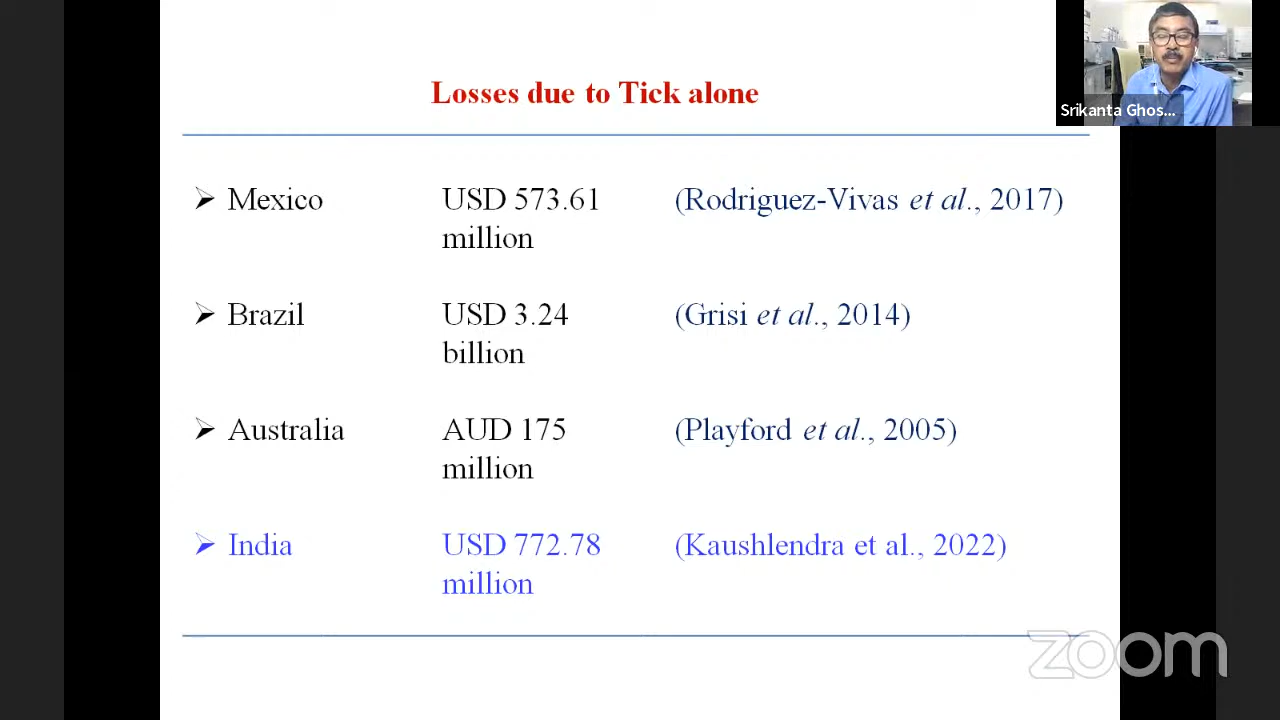 Losses due to Tick alone
Srikanta Ghos...
➢ Mexico USD 573.61 (Rodriguez-Vivas et al., 2017)
million
➢ Brazil USD 3.24 (Grisi et al., 2014)
billion
➢ Australia AUD 175 (Playford et al., 2005)
million
➢ India USD 772.78 (Kaushlendra et al., 2022)
million
zoom